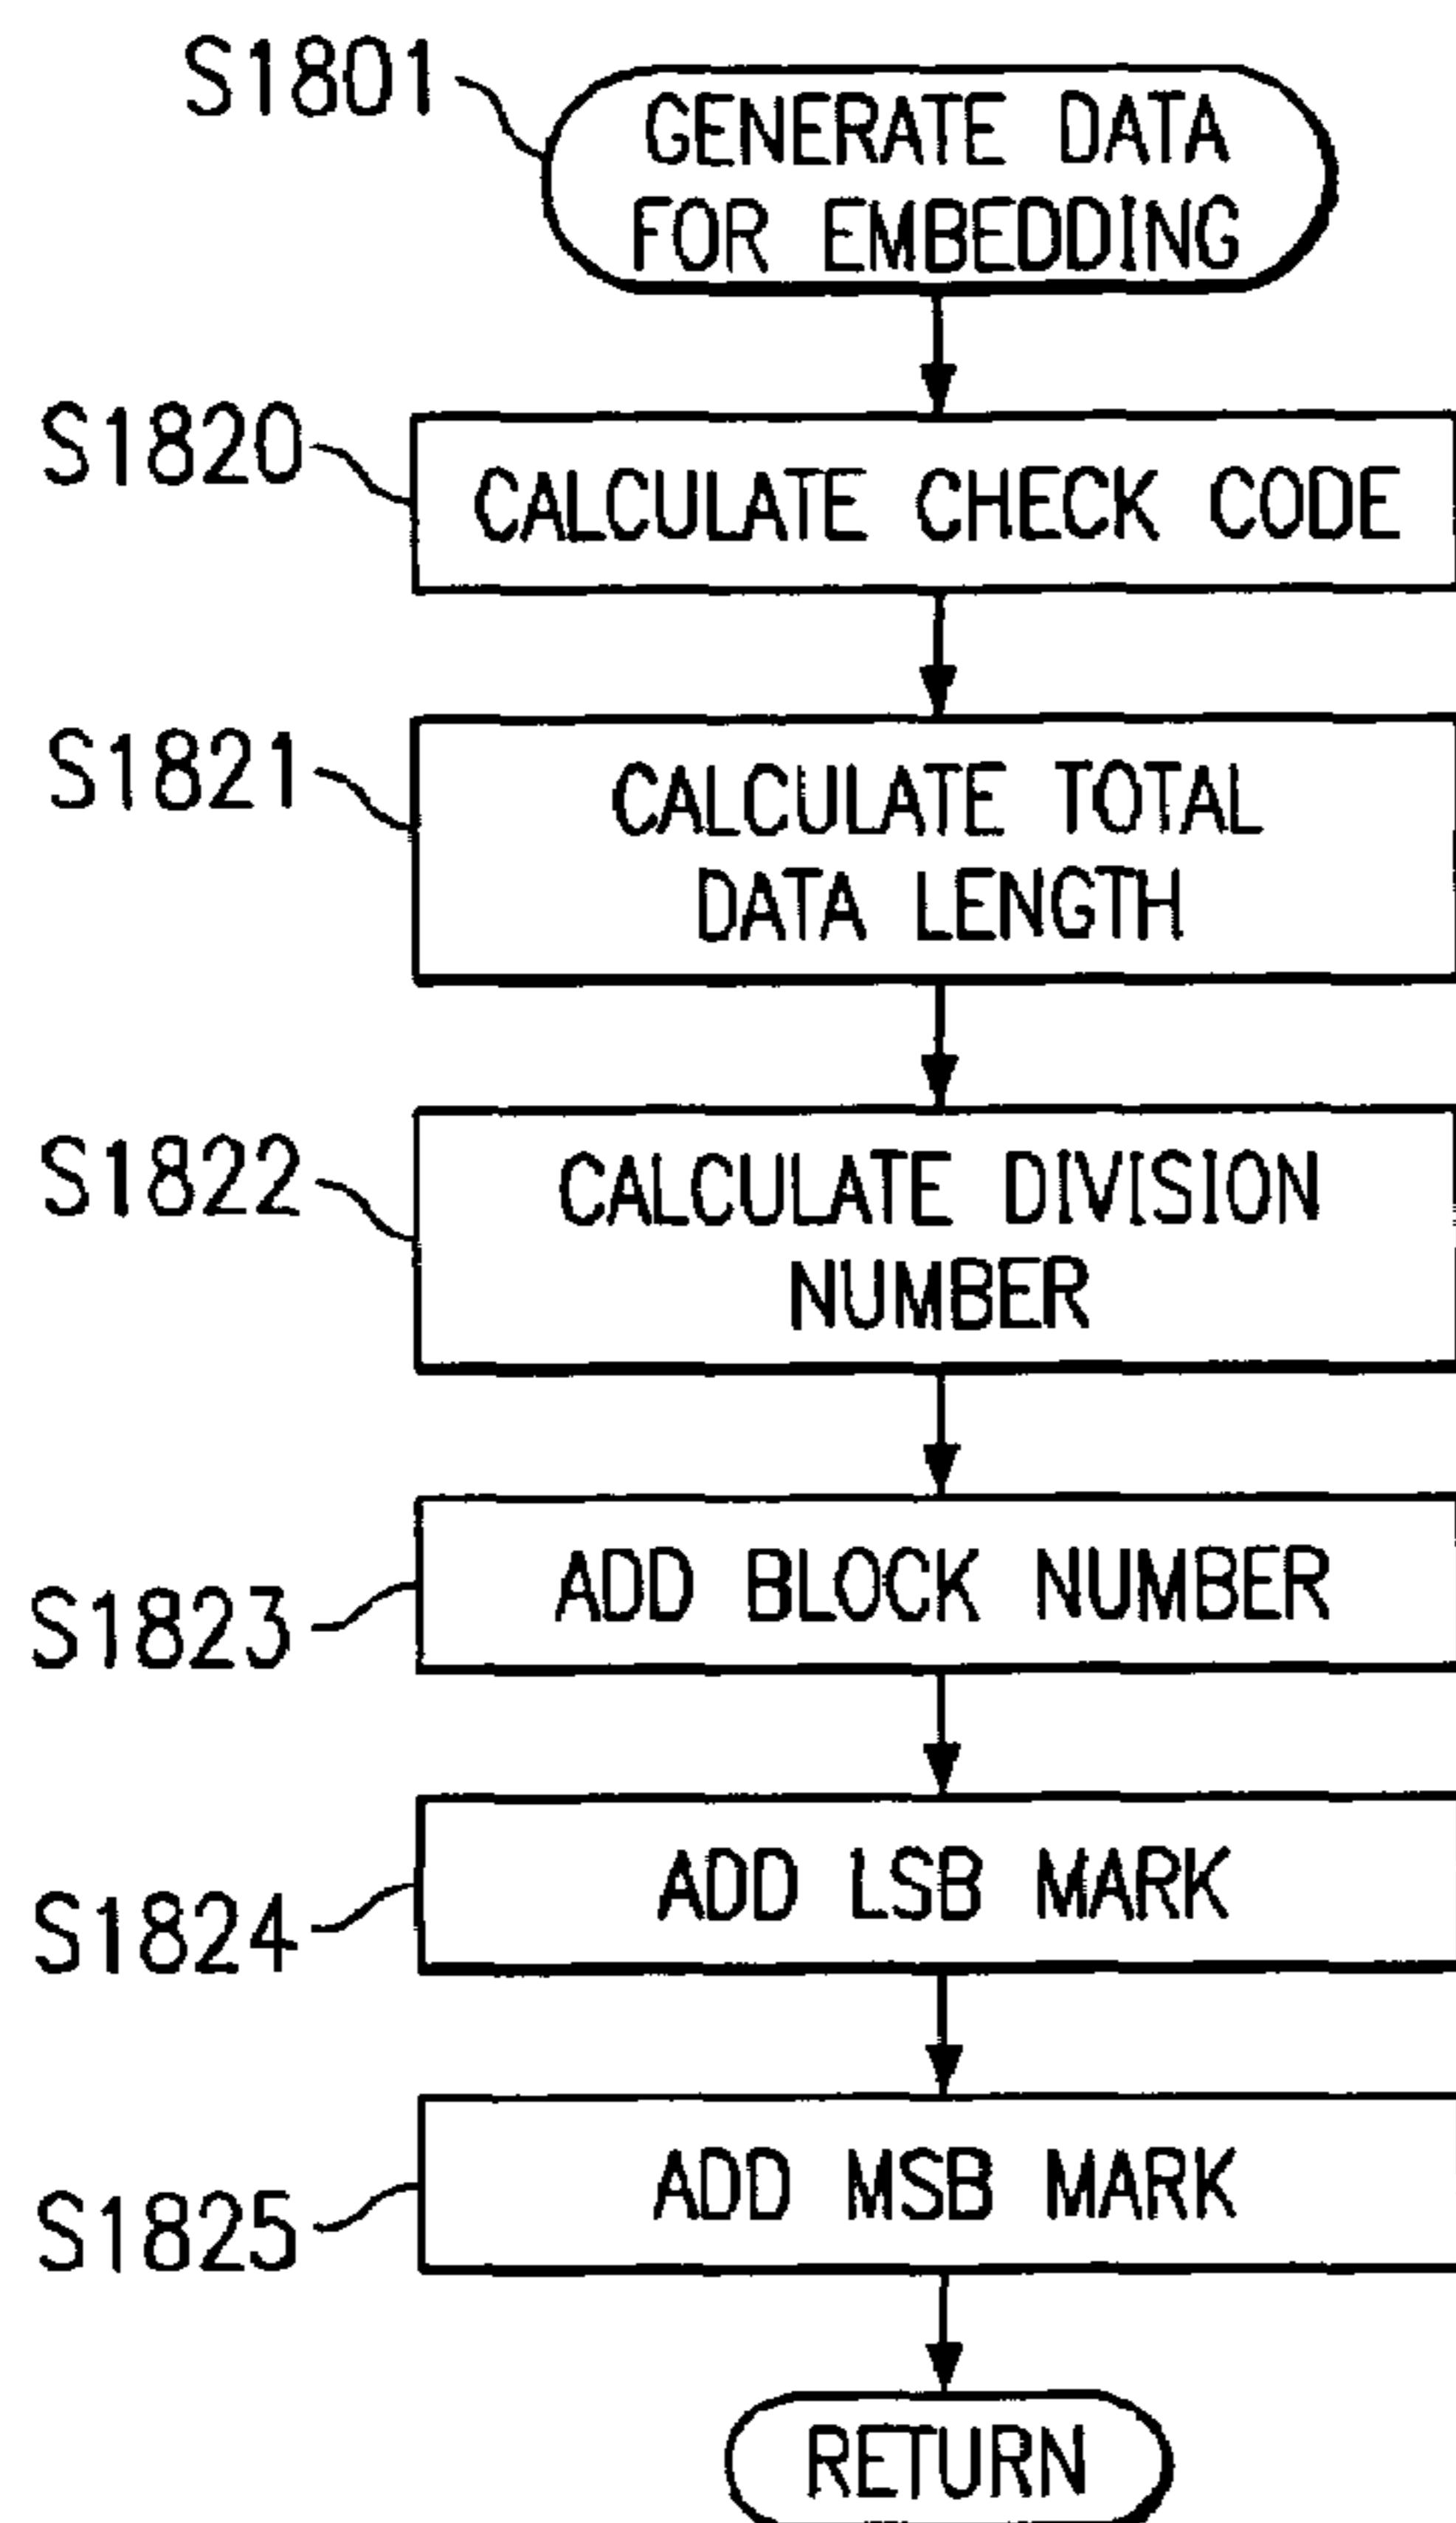 S1801
GENERATE DATA
FOR EMBEDDING
S1820
CALCULATE CHECK CODE
S1821
CALCULATE TOTAL
DATA LENGTH
S1822
CALCULATE DIVISION
NUMBER
S1823
ADD BLOCK NUMBER
S1824
ADD LSB MARK
S1825
ADD MSB MARK
RETURN